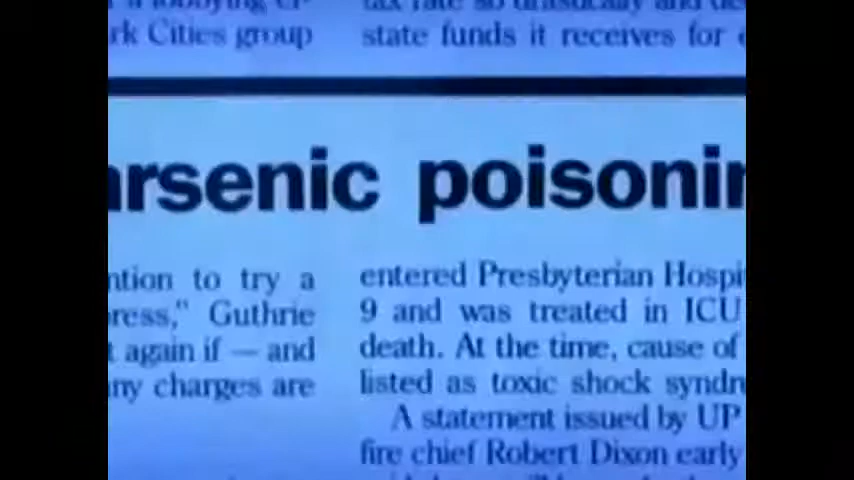 rk Cities group
state funds it receives for
arsenic poisonin
ntion to try a
ress," Guthrie
t again if — and
ny charges are
entered Presbyterian Hospi
9 and was treated in ICU
death. At the time, cause of
listed as toxic shock syndr
A statement issued by UP
fire chief Robert Dixon early